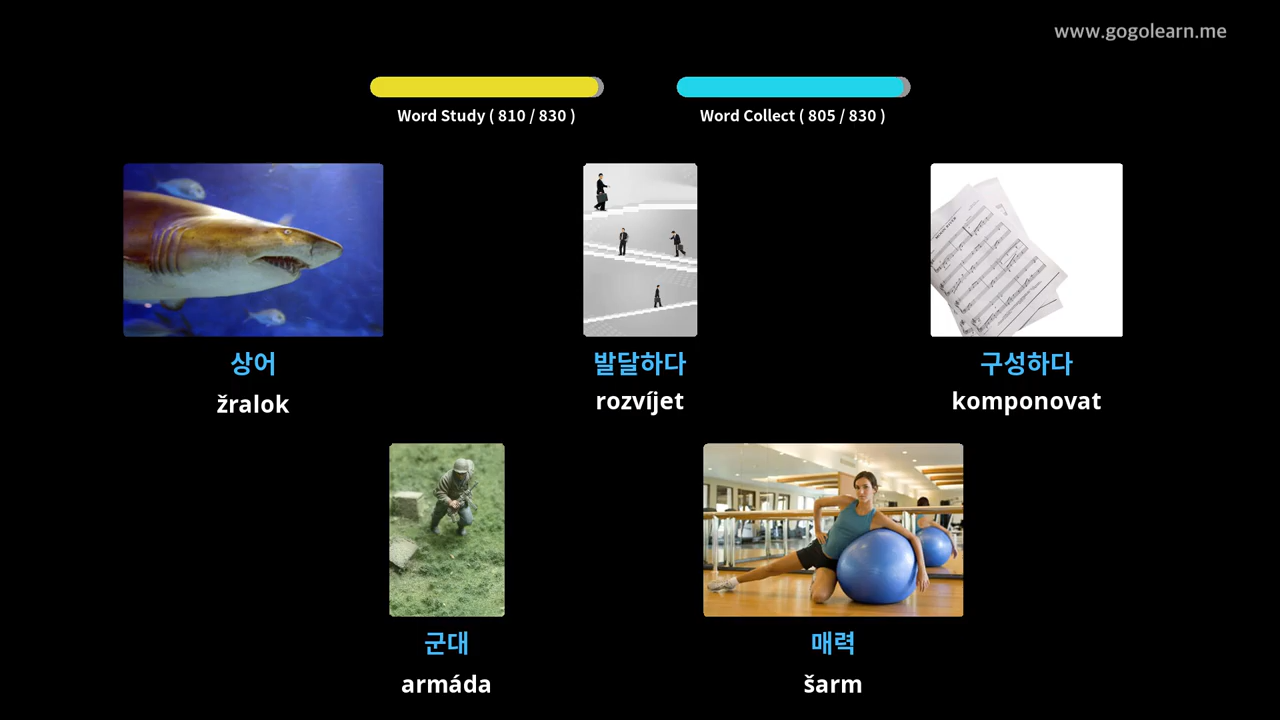 www.gogolearn.me
Word Study ( 810 / 830 )
Word Collect ( 805 / 830 )
상어
žralok
발달하다
rozvíjet
구성하다
komponovat
군대
armáda
매력
šarm